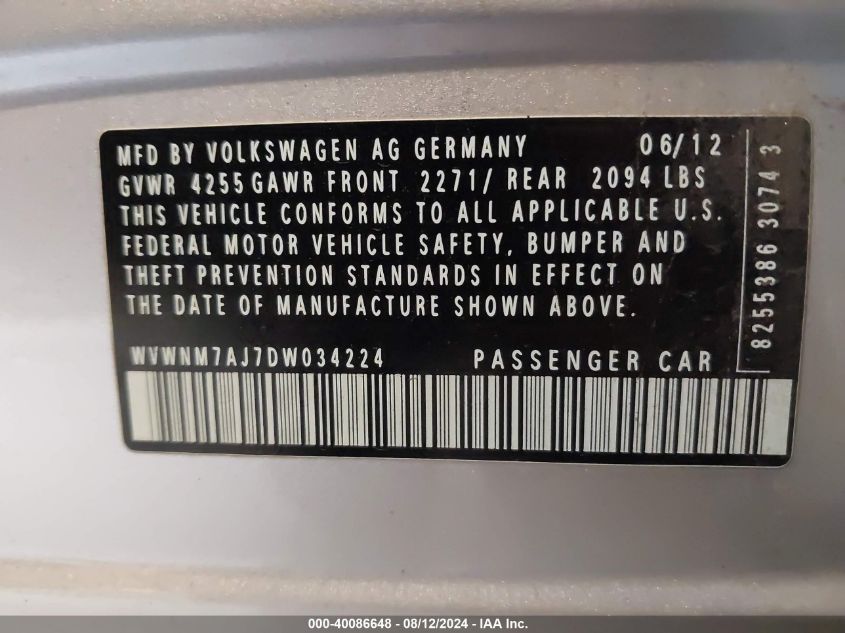 MFD BY VOLKSWAGEN AG GERMANY 06/12
GVWR 4255 GAWR FRONT 2271/ REAR 2094 LBS
THIS VEHICLE CONFORMS TO ALL APPLICABLE U.S.
FEDERAL MOTOR VEHICLE SAFETY, BUMPER AND
THEFT PREVENTION STANDARDS IN EFFECT ON
THE DATE OF MANUFACTURE SHOWN ABOVE.
WVWNM7AJ7DW034224 PASSENGER CAR
8255386 3074 3
000-40086648 - 08/12/2024 - IAA Inc.